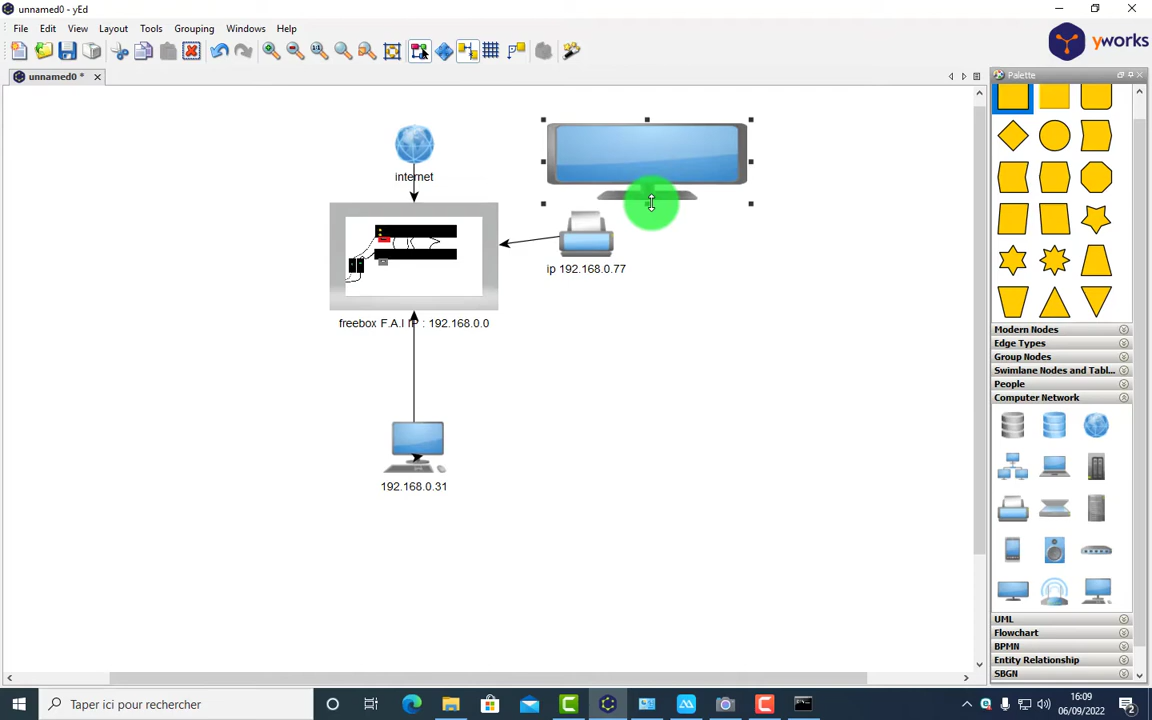 unnamed0 - yEd
File Edit View Layout Tools Grouping Windows Help
yworks
unnamed0 *
Palette
internet
ip 192.168.0.77
freebox F.A.I IP : 192.168.0.0
192.168.0.31
Modern Nodes
Edge Types
Group Nodes
Swimlane Nodes and Tabl...
People
Computer Network
UML
Flowchart
BPMN
Entity Relationship
SBGN
Taper ici pour rechercher
16:09
06/09/2022
2